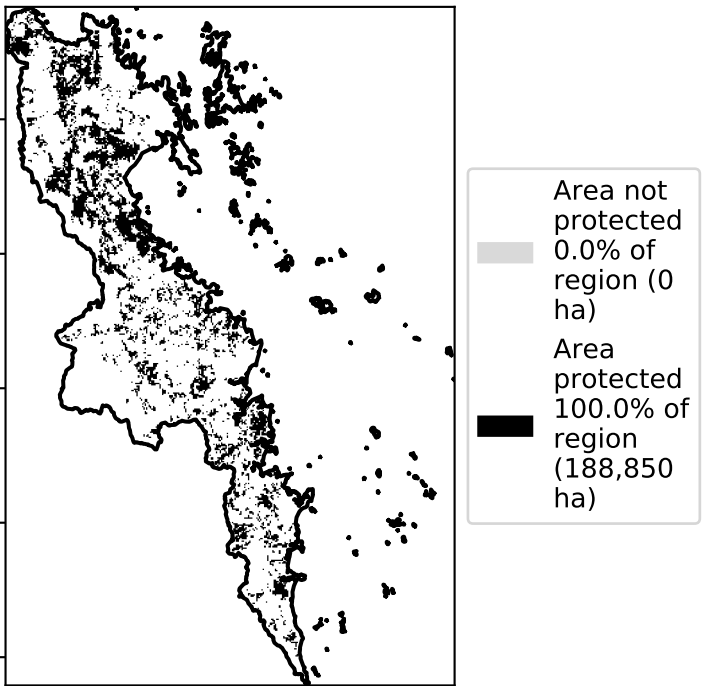 Area not
protected
0.0% of
region (0
ha)
Area
protected
100.0% of
region
(188,850
ha)